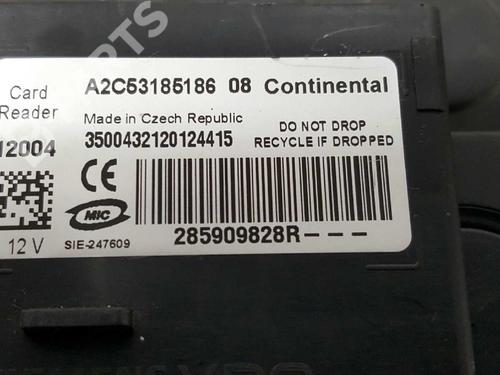 Card
Reader
A2C53185186 08 Continental
Made in Czech Republic
12004
3500432120124415
DO NOT DROP
RECYCLE IF DROPPED
CE
MIC
12 V
SIE-247609
285909828R---